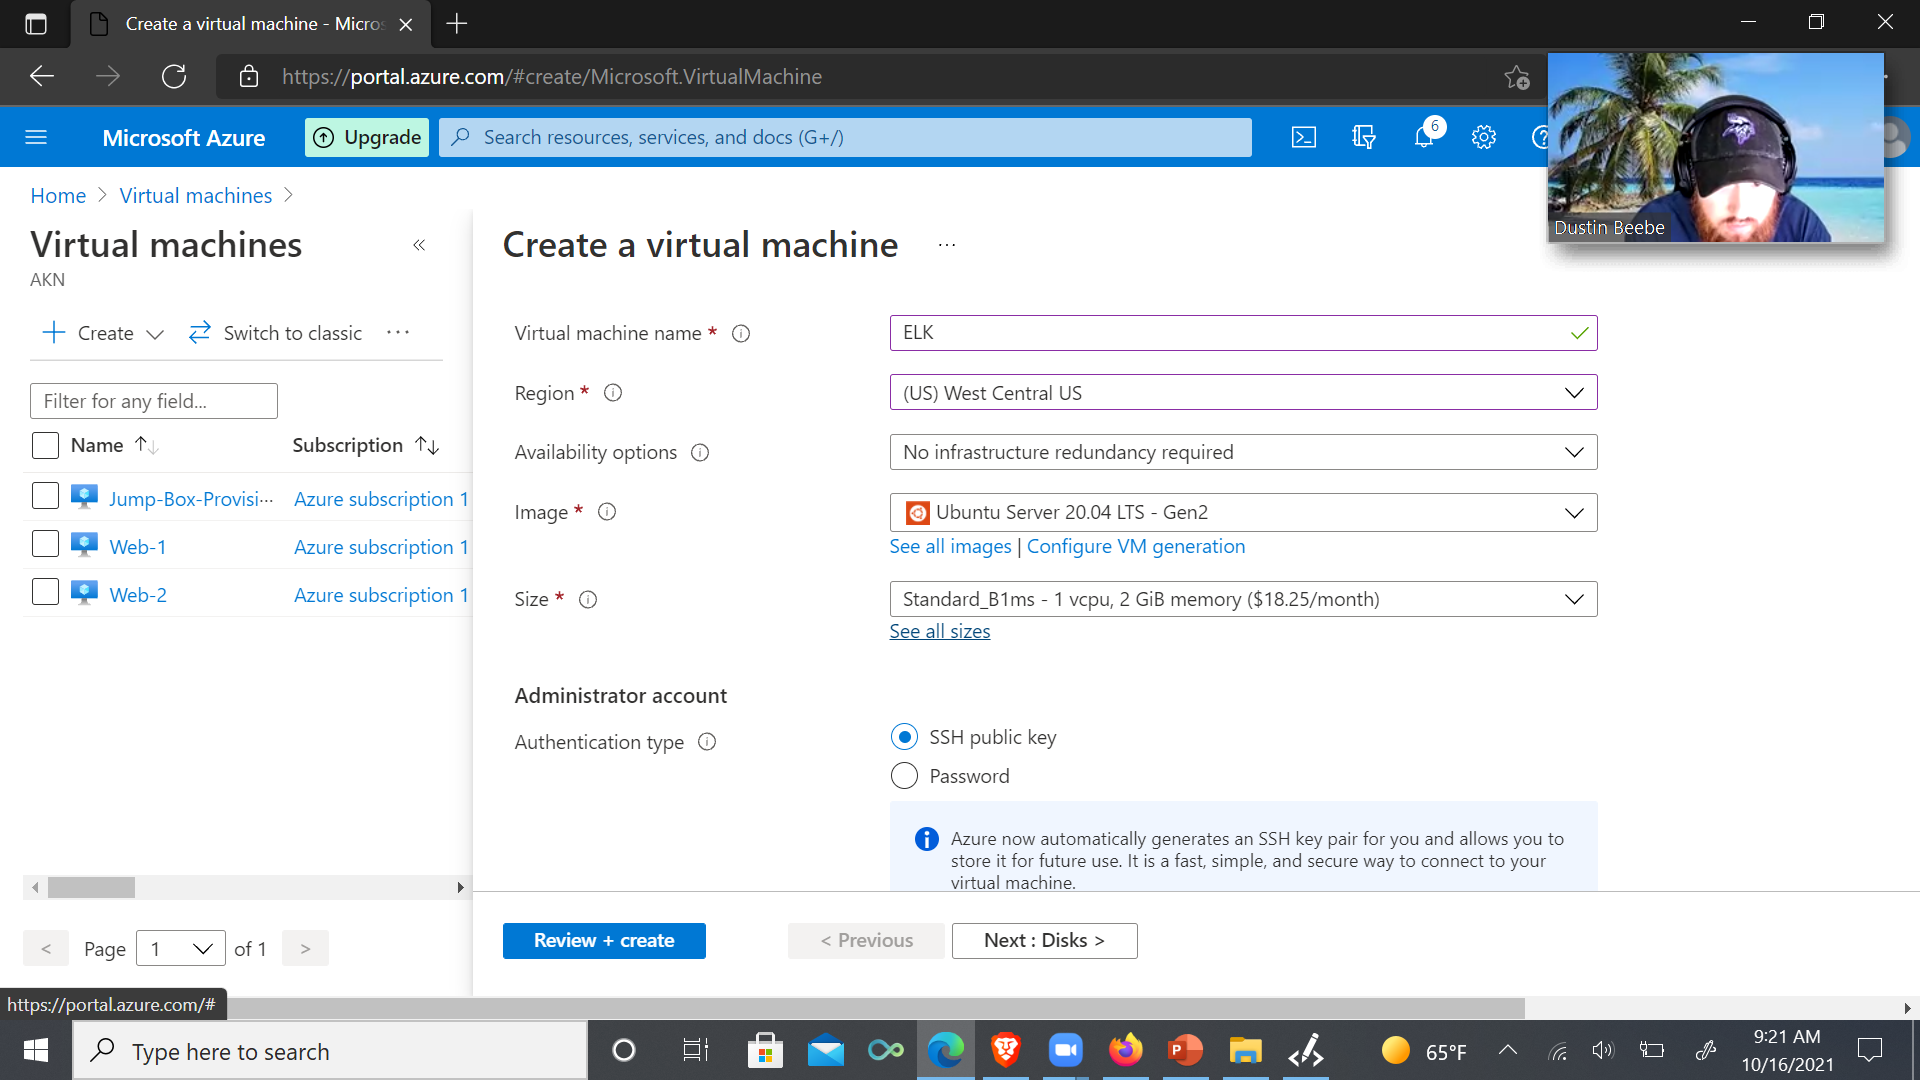 Create a virtual machine - Micros
https://portal.azure.com/#create/Microsoft.VirtualMachine
Microsoft Azure
Upgrade
Search resources, services, and docs (G+/)
6
Dustin Beebe
Home > Virtual machines >
Virtual machines
AKN
Create
Switch to classic
Filter for any field...
Name
Subscription
Jump-Box-Provisi...
Azure subscription 1
Web-1
Azure subscription 1
Web-2
Azure subscription 1
< Page 1 of 1 >
https://portal.azure.com/#
Create a virtual machine
Virtual machine name *
ELK
Region *
(US) West Central US
Availability options
No infrastructure redundancy required
Image *
Ubuntu Server 20.04 LTS - Gen2
See all images | Configure VM generation
Size *
Standard_B1ms - 1 vcpu, 2 GiB memory ($18.25/month)
See all sizes
Administrator account
Authentication type
SSH public key
Password
Azure now automatically generates an SSH key pair for you and allows you to
store it for future use. It is a fast, simple, and secure way to connect to your
virtual machine.
Review + create
< Previous
Next : Disks >
Type here to search
65°F
9:21 AM
10/16/2021